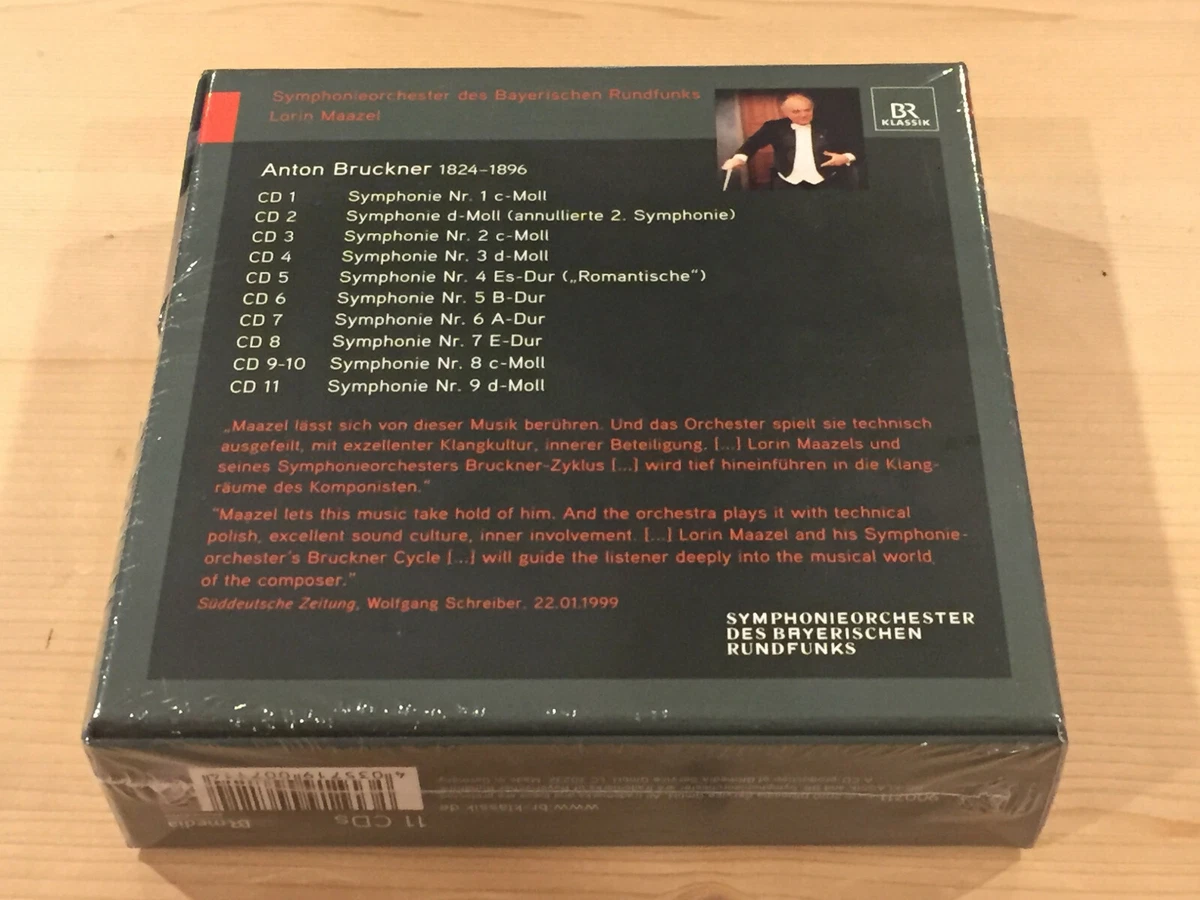 Symphonieorchester des Bayerischen Rundfunks
Lorin Maazel
BR
KLASSIK
Anton Bruckner 1824–1896
CD 1 Symphonie Nr. 1 c-Moll
CD 2 Symphonie d-Moll (annullierte 2. Symphonie)
CD 3 Symphonie Nr. 2 c-Moll
CD 4 Symphonie Nr. 3 d-Moll
CD 5 Symphonie Nr. 4 Es-Dur („Romantische“)
CD 6 Symphonie Nr. 5 B-Dur
CD 7 Symphonie Nr. 6 A-Dur
CD 8 Symphonie Nr. 7 E-Dur
CD 9-10 Symphonie Nr. 8 c-Moll
CD 11 Symphonie Nr. 9 d-Moll
„Maazel lässt sich von dieser Musik berühren. Und das Orchester spielt sie technisch
ausgefeilt, mit exzellenter Klangkultur, innerer Beteiligung. [...] Lorin Maazels und
seines Symphonieorchesters Bruckner-Zyklus [...] wird tief hineinführen in die Klang-
räume des Komponisten.“
“Maazel lets this music take hold of him. And the orchestra plays it with technical
polish, excellent sound culture, inner involvement. [...] Lorin Maazel and his Symphonie-
orchester's Bruckner Cycle [...] will guide the listener deeply into the musical world
of the composer.”
Süddeutsche Zeitung, Wolfgang Schreiber, 22.01.1999
SYMPHONIEORCHESTER
DES BAYERISCHEN
RUNDFUNKS
11 CDs
BRmedia
www.br-klassik.de
4 035719 007114